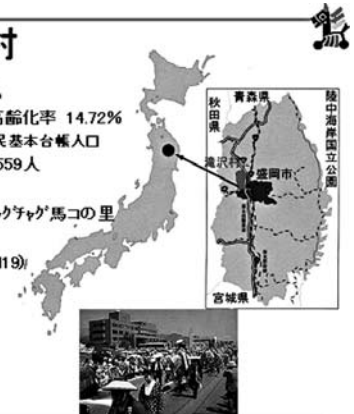 村
高齢化率 14.72%
民基本台帳人口
559人
ｸﾞﾁｬｸﾞ馬コの里
H19)
青森県
秋田県
陸中海岸国立公園
滝沢村
盛岡市
宮城県